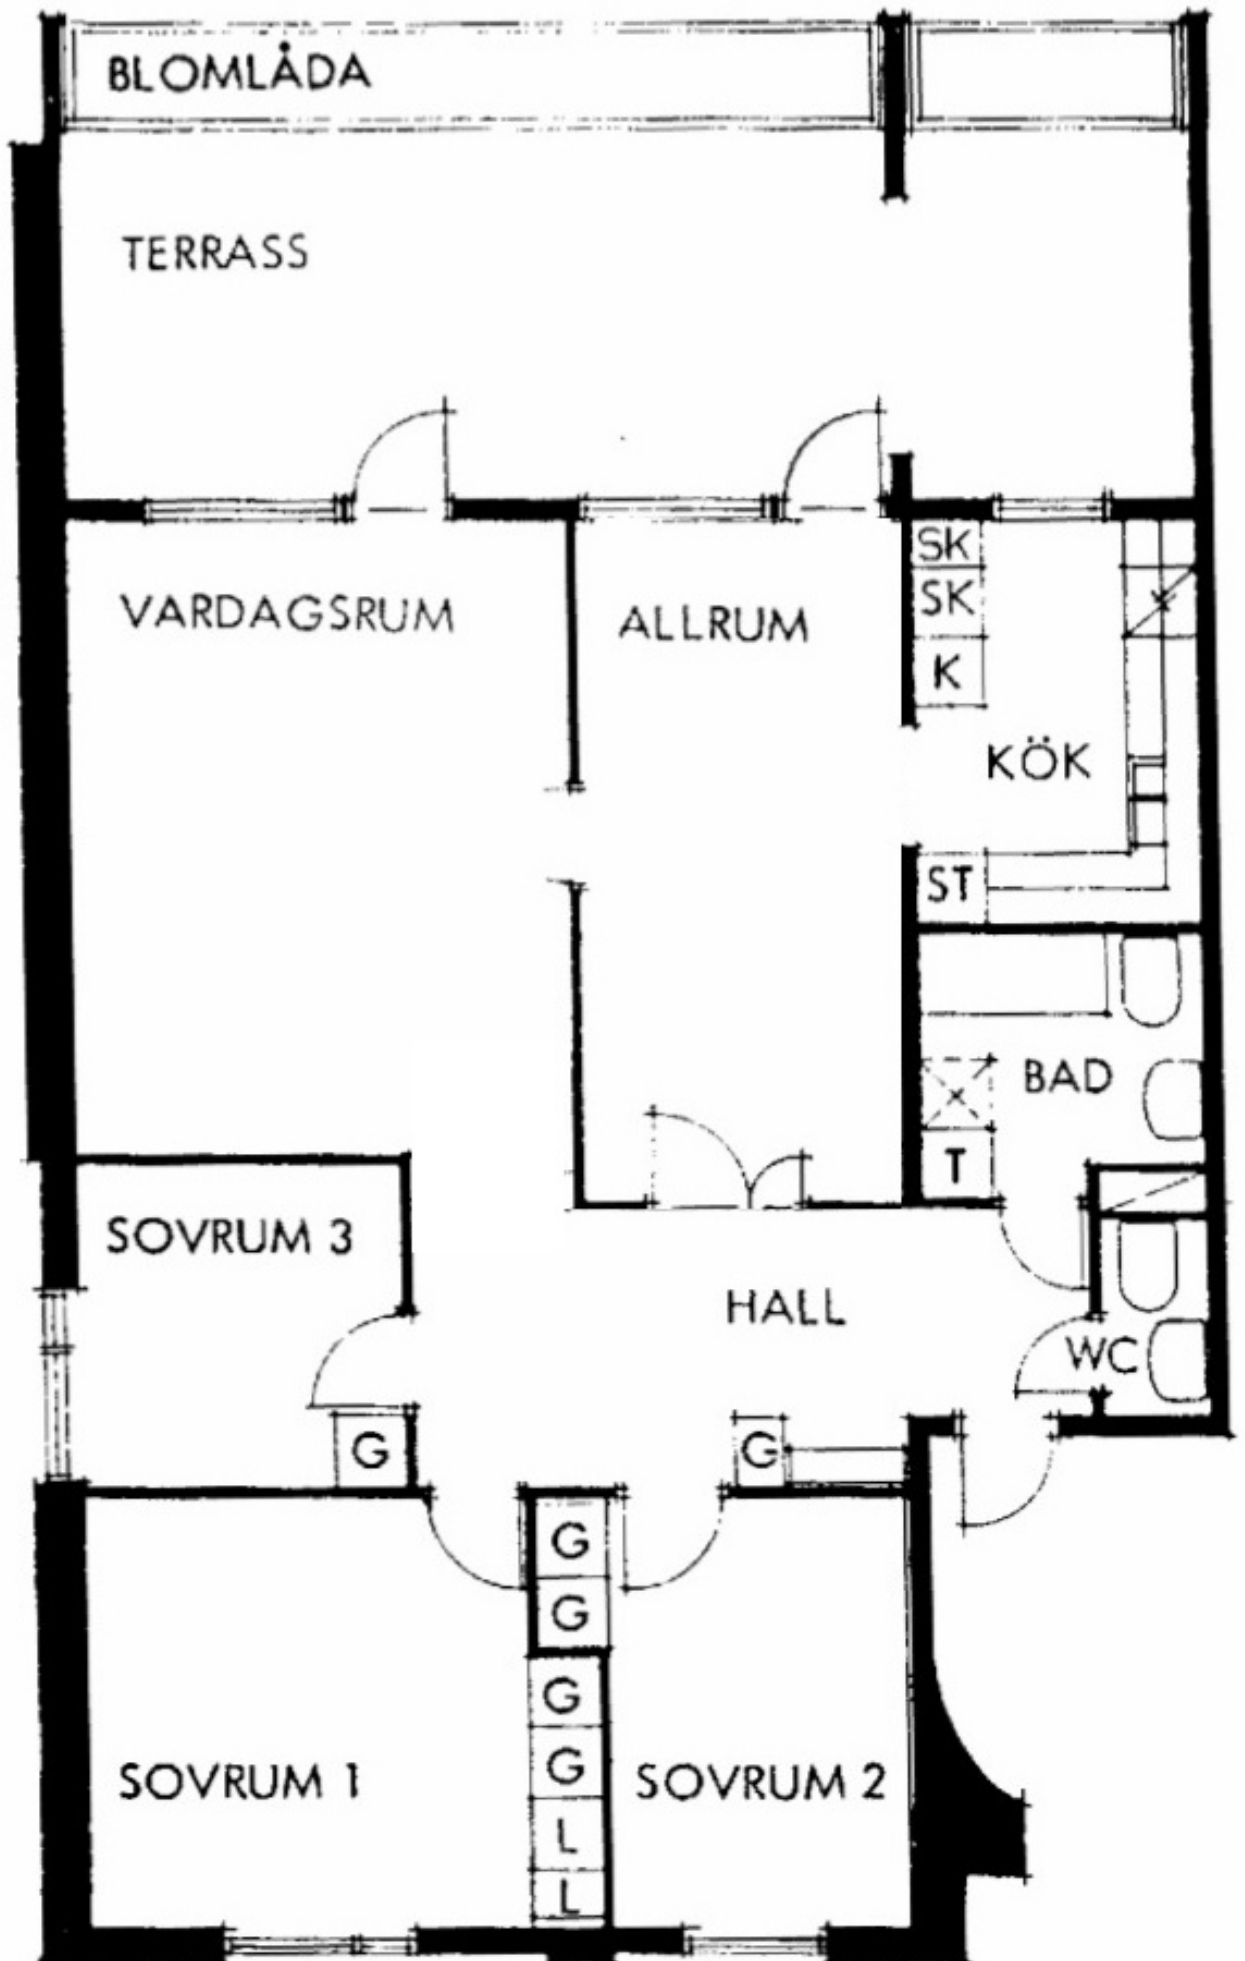 BLOMLÅDA
TERRASS
VARDAGSRUM
ALLRUM
SK
SK
K
KÖK
ST
BAD
T
SOVRUM 3
HALL
WC
G
G
G
G
G
G
L
L
SOVRUM 1
SOVRUM 2